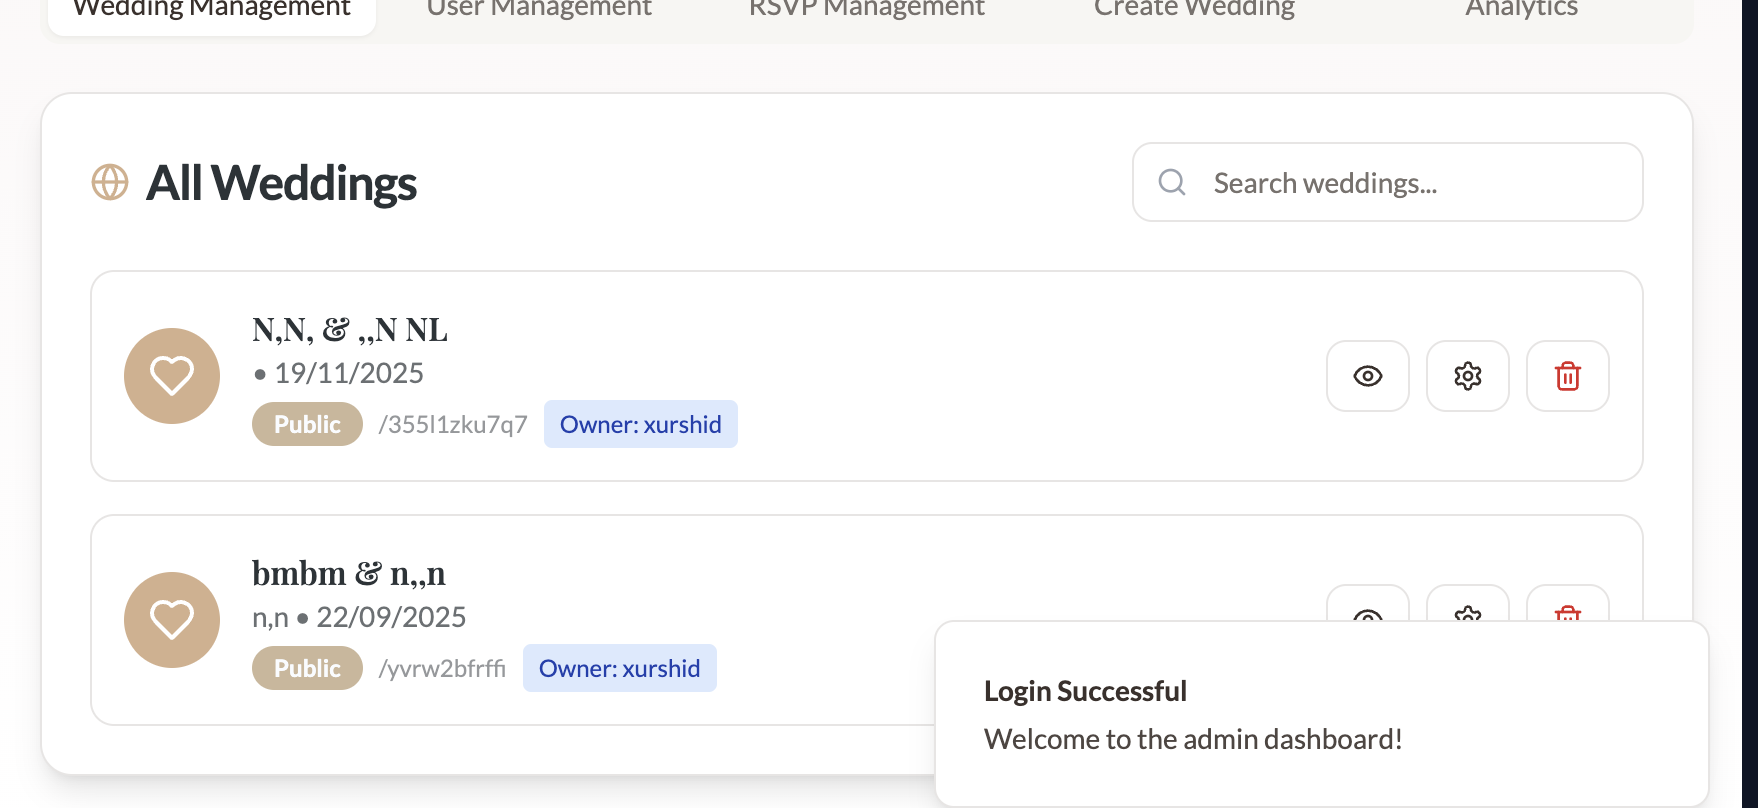 Wedding Management
User Management
RSVP Management
Create Wedding
Analytics
All Weddings
Search weddings...
N,N, & ,,N NL
• 19/11/2025
Public /355l1zku7q7 Owner: xurshid
bmbm & n,,n
n,n • 22/09/2025
Public /yvrw2bfrffi Owner: xurshid
Login Successful
Welcome to the admin dashboard!